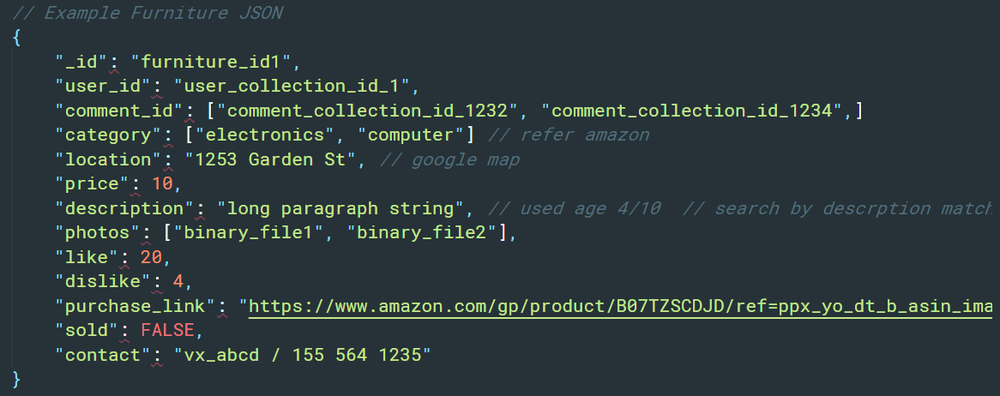 // Example Furniture JSON
{
    "_id": "furniture_id1",
    "user_id": "user_collection_id_1",
    "comment_id": ["comment_collection_id_1232", "comment_collection_id_1234",]
    "category": ["electronics", "computer"] // refer amazon
    "location": "1253 Garden St", // google map
    "price": 10,
    "description": "long paragraph string", // used age 4/10  // search by descrption match
    "photos": ["binary_file1", "binary_file2"],
    "like": 20,
    "dislike": 4,
    "purchase_link": "https://www.amazon.com/gp/product/B07TZSCDJD/ref=ppx_yo_dt_b_asin_ima
    "sold": FALSE,
    "contact": "vx_abcd / 155 564 1235"
}